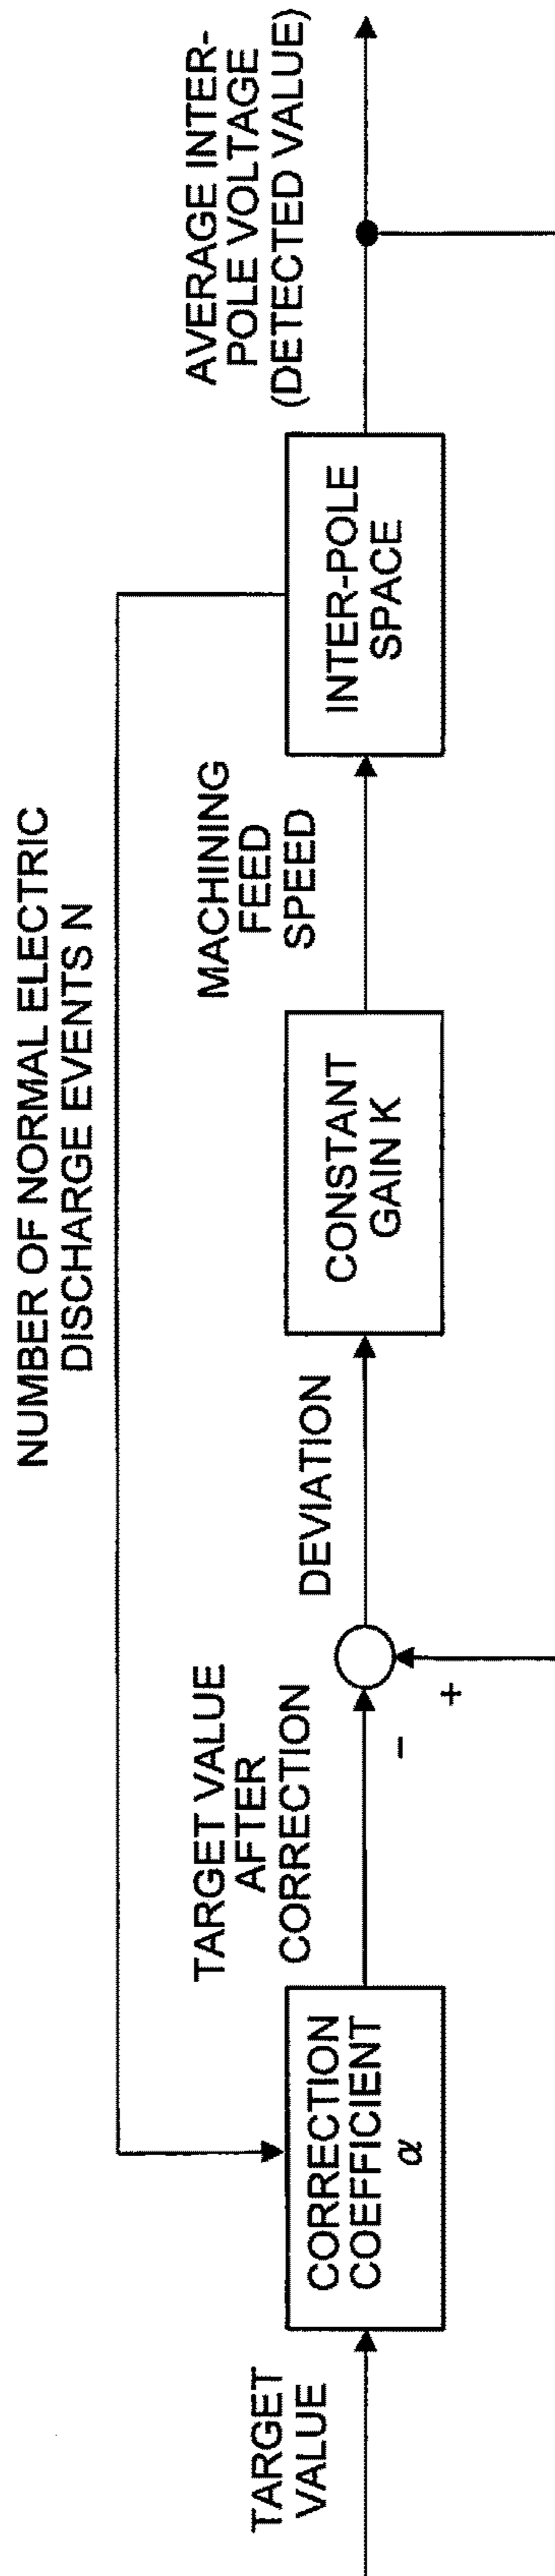 NUMBER OF NORMAL ELECTRIC
DISCHARGE EVENTS N
TARGET
VALUE
CORRECTION
COEFFICIENT
α
TARGET VALUE
AFTER
CORRECTION
−
+
DEVIATION
CONSTANT
GAIN K
MACHINING
FEED
SPEED
INTER-POLE
SPACE
AVERAGE INTER-
POLE VOLTAGE
(DETECTED VALUE)